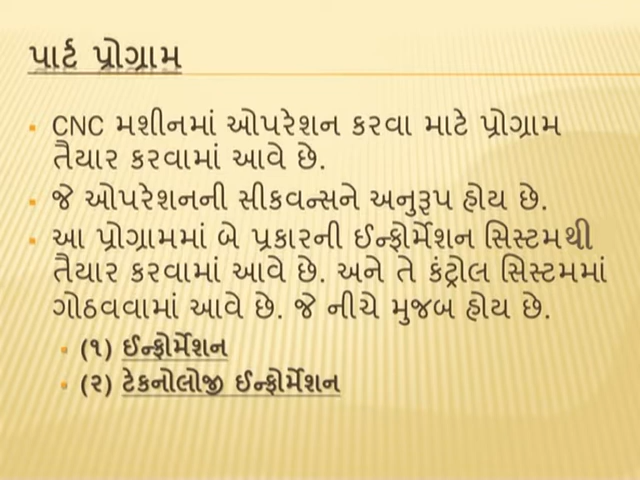 પાર્ટ પ્રોગ્રામ
CNC મશીનમાં ઓપરેશન કરવા માટે પ્રોગ્રામ
તૈયાર કરવામાં આવે છે.
જે ઓપરેશનની સીકવન્સને અનુરૂપ હોય છે.
આ પ્રોગ્રામમાં બે પ્રકારની ઈન્ફોર્મેશન સિસ્ટમથી
તૈયાર કરવામાં આવે છે. અને તે કંટ્રોલ સિસ્ટમમાં
ગોઠવવામાં આવે છે. જે નીચે મુજબ હોય છે.
(૧) ઈન્ફોર્મેશન
(૨) ટેકનોલોજી ઈન્ફોર્મેશન